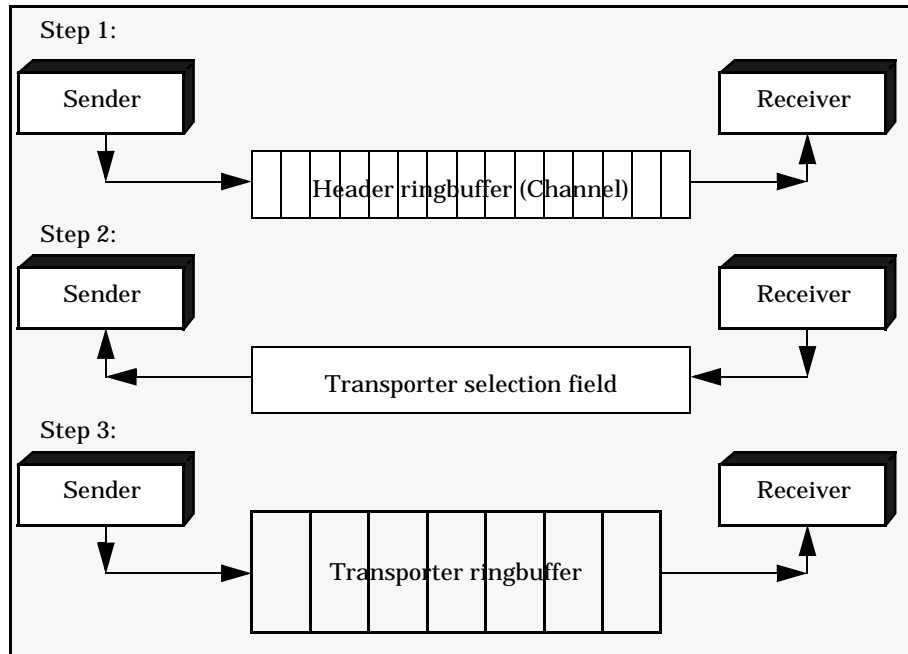 Step 1:
Sender
Receiver
Header ringbuffer (Channel)
Step 2:
Sender
Receiver
Transporter selection field
Step 3:
Sender
Receiver
Transporter ringbuffer